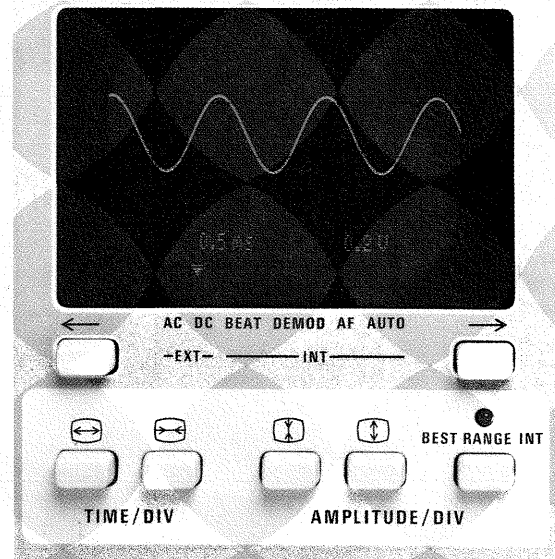 0.5 ms 0.2 V
AC DC BEAT DEMOD AF AUTO
-EXT- INT
BEST RANGE INT
TIME/DIV AMPLITUDE/DIV